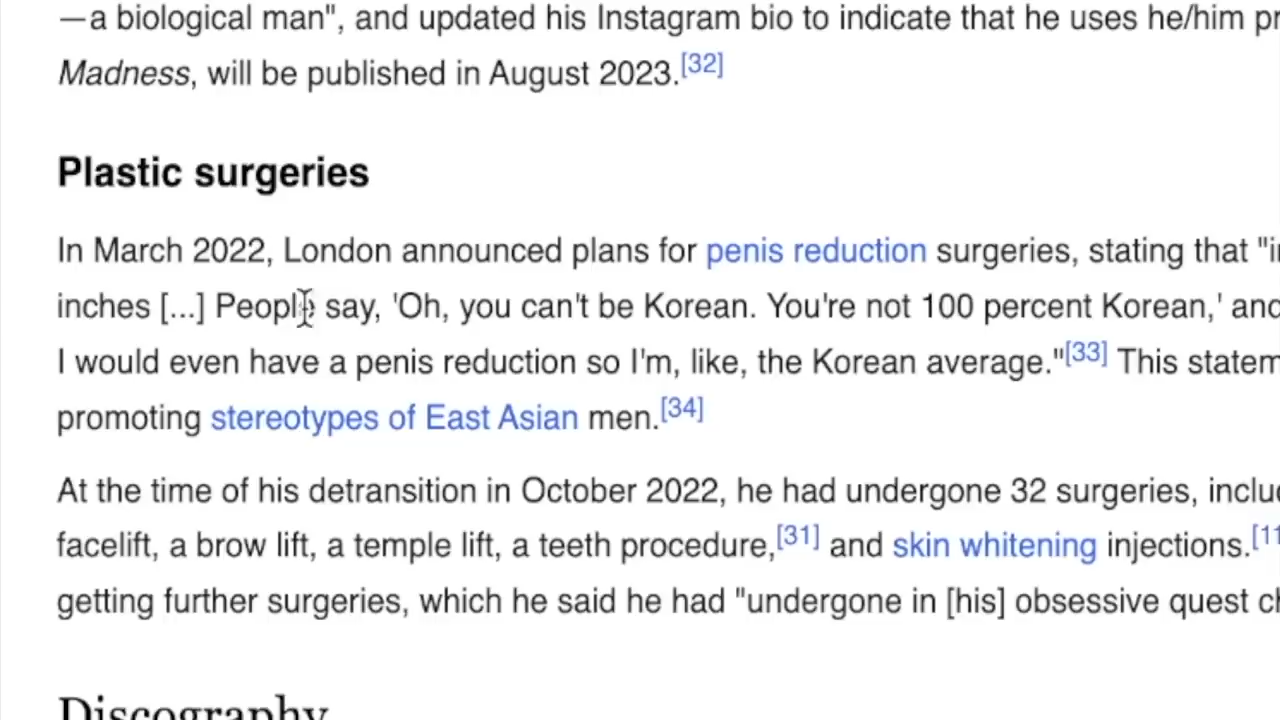 —a biological man", and updated his Instagram bio to indicate that he uses he/him
Madness, will be published in August 2023.[32]
Plastic surgeries
In March 2022, London announced plans for penis reduction surgeries, stating that
inches [...] People say, 'Oh, you can't be Korean. You're not 100 percent Korean,' and
I would even have a penis reduction so I'm, like, the Korean average."[33] This
promoting stereotypes of East Asian men.[34]
At the time of his detransition in October 2022, he had undergone 32 surgeries,
facelift, a brow lift, a temple lift, a teeth procedure,[31] and skin whitening injections.
getting further surgeries, which he said he had "undergone in [his] obsessive quest
Discography